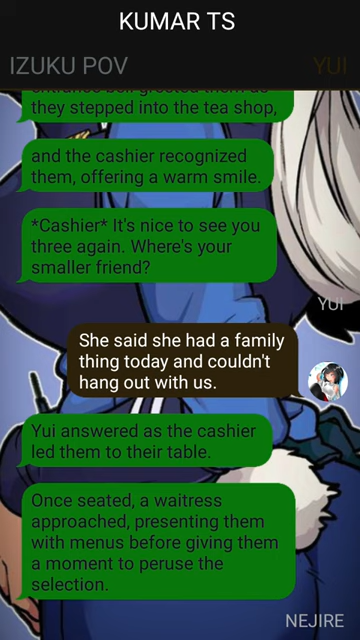 KUMAR TS
IZUKU POV
YUI
they stepped into the tea shop,
and the cashier recognized
them, offering a warm smile.
*Cashier* It's nice to see you
three again. Where's your
smaller friend?
YUI
She said she had a family
thing today and couldn't
hang out with us.
Yui answered as the cashier
led them to their table.
Once seated, a waitress
approached, presenting them
with menus before giving them
a moment to peruse the
selection.
NEJIRE